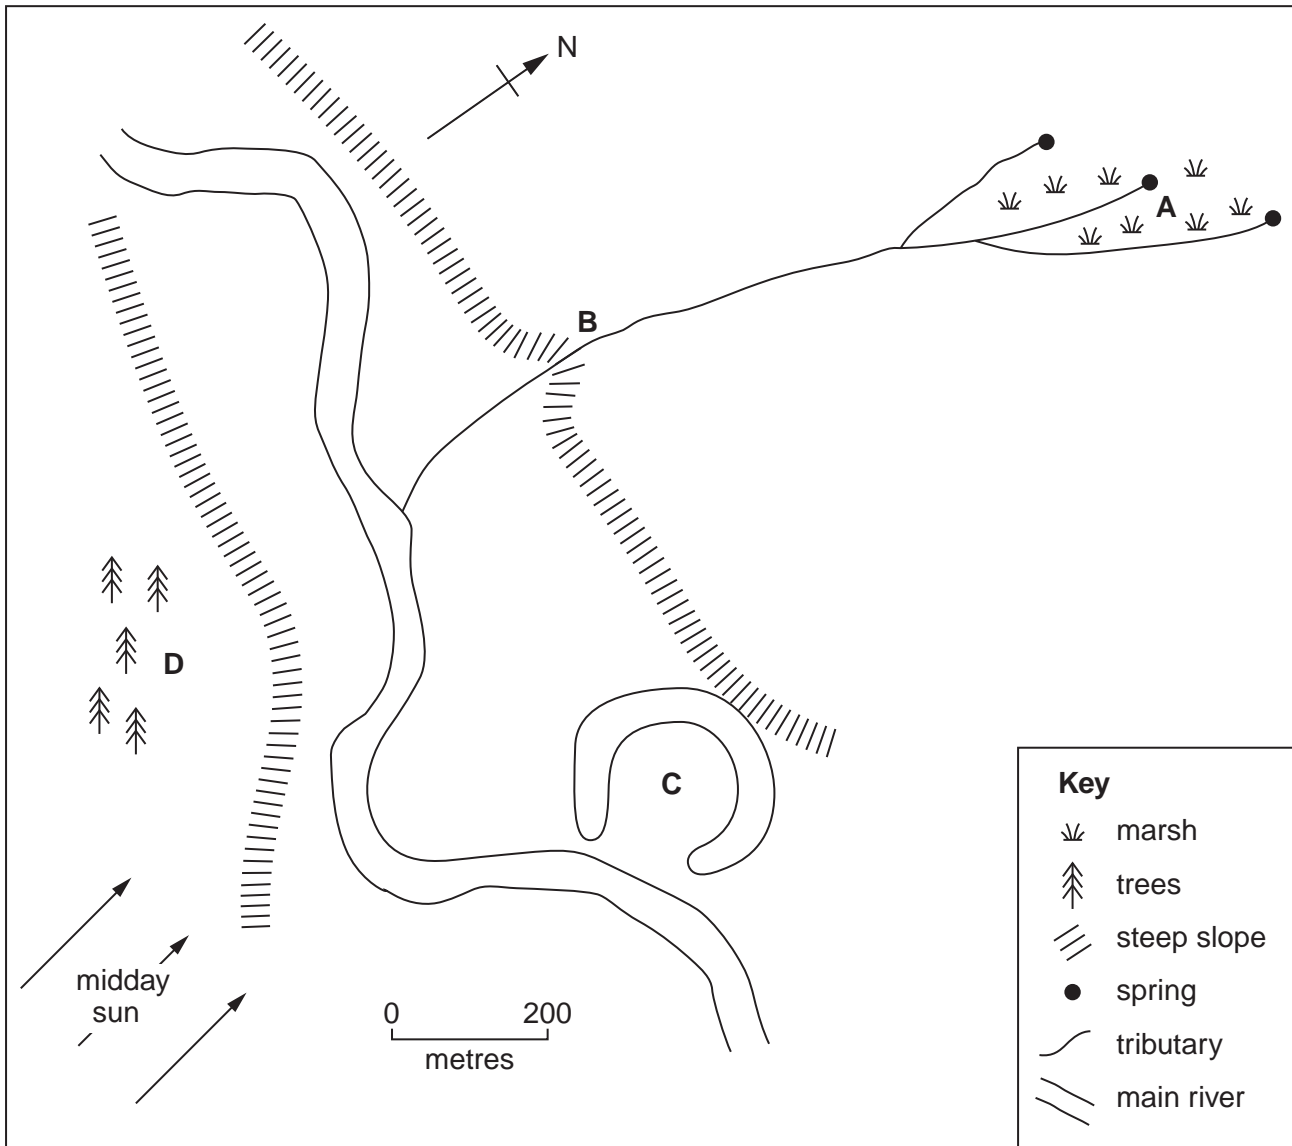 N
A
B
D
C
midday
sun
0 200
metres
Key
marsh
trees
steep slope
spring
tributary
main river